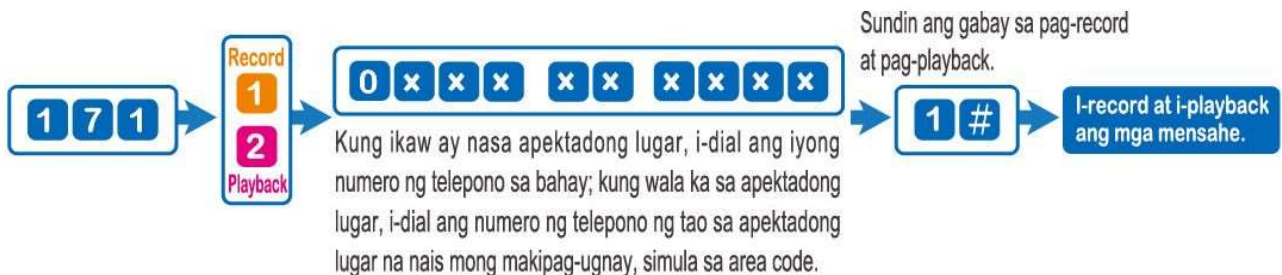 171
Record
1
2
Playback
0××× ×× ××××
Kung ikaw ay nasa apektadong lugar, i-dial ang iyong
numero ng telepono sa bahay; kung wala ka sa apektadong
lugar, i-dial ang numero ng telepono ng tao sa apektadong
lugar na nais mong makipag-ugnay, simula sa area code.
Sundin ang gabay sa pag-record
at pag-playback.
1#
I-record at i-playback
ang mga mensahe.